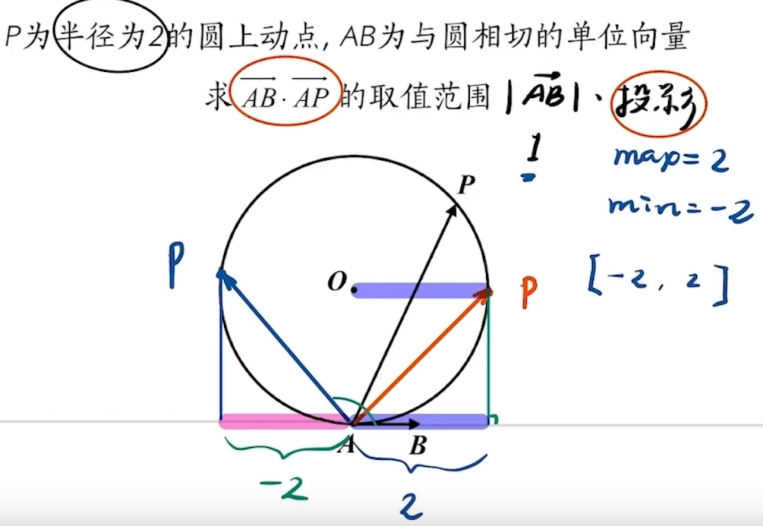 P为半径为2的圆上动点, AB为与圆相切的单位向量
求 $\overrightarrow{AB} \cdot \overrightarrow{AP}$ 的取值范围 $|\overrightarrow{AB}|$ · 投影
1
map=2
min=-2
[-2, 2]
P
P
O
P
A
B
-2
2